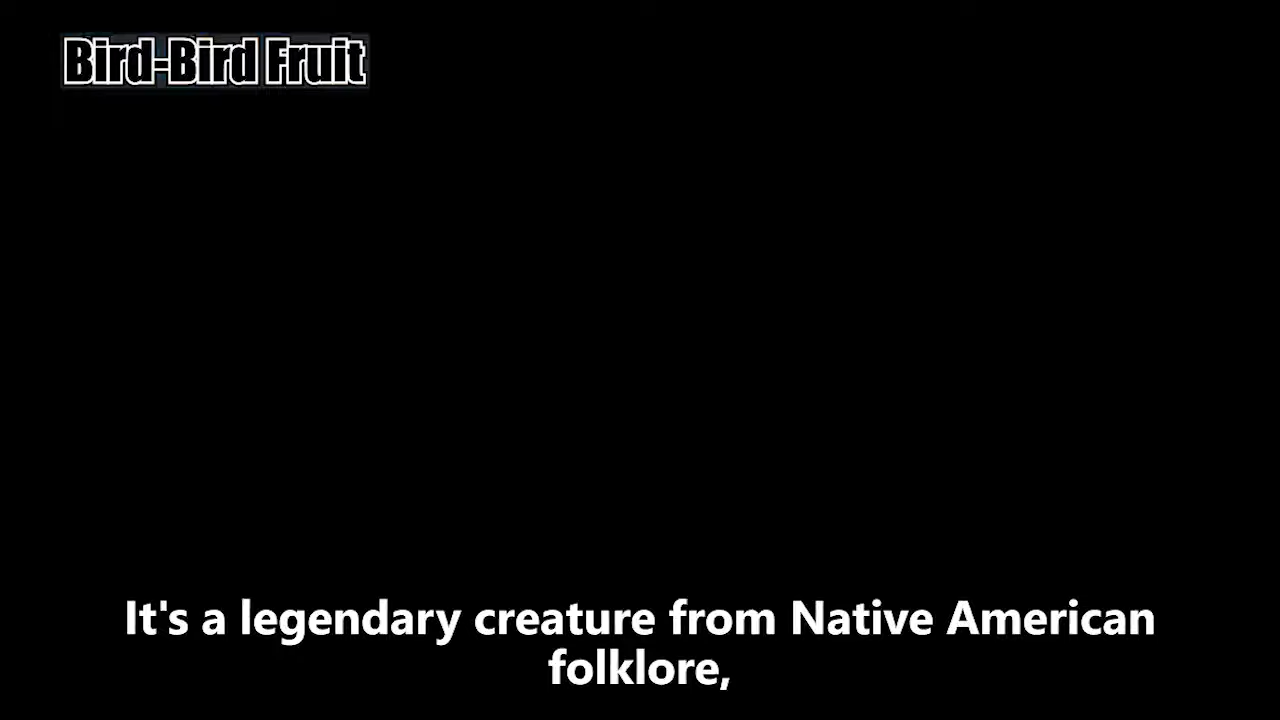 Bird-Bird Fruit
It's a legendary creature from Native American
folklore,